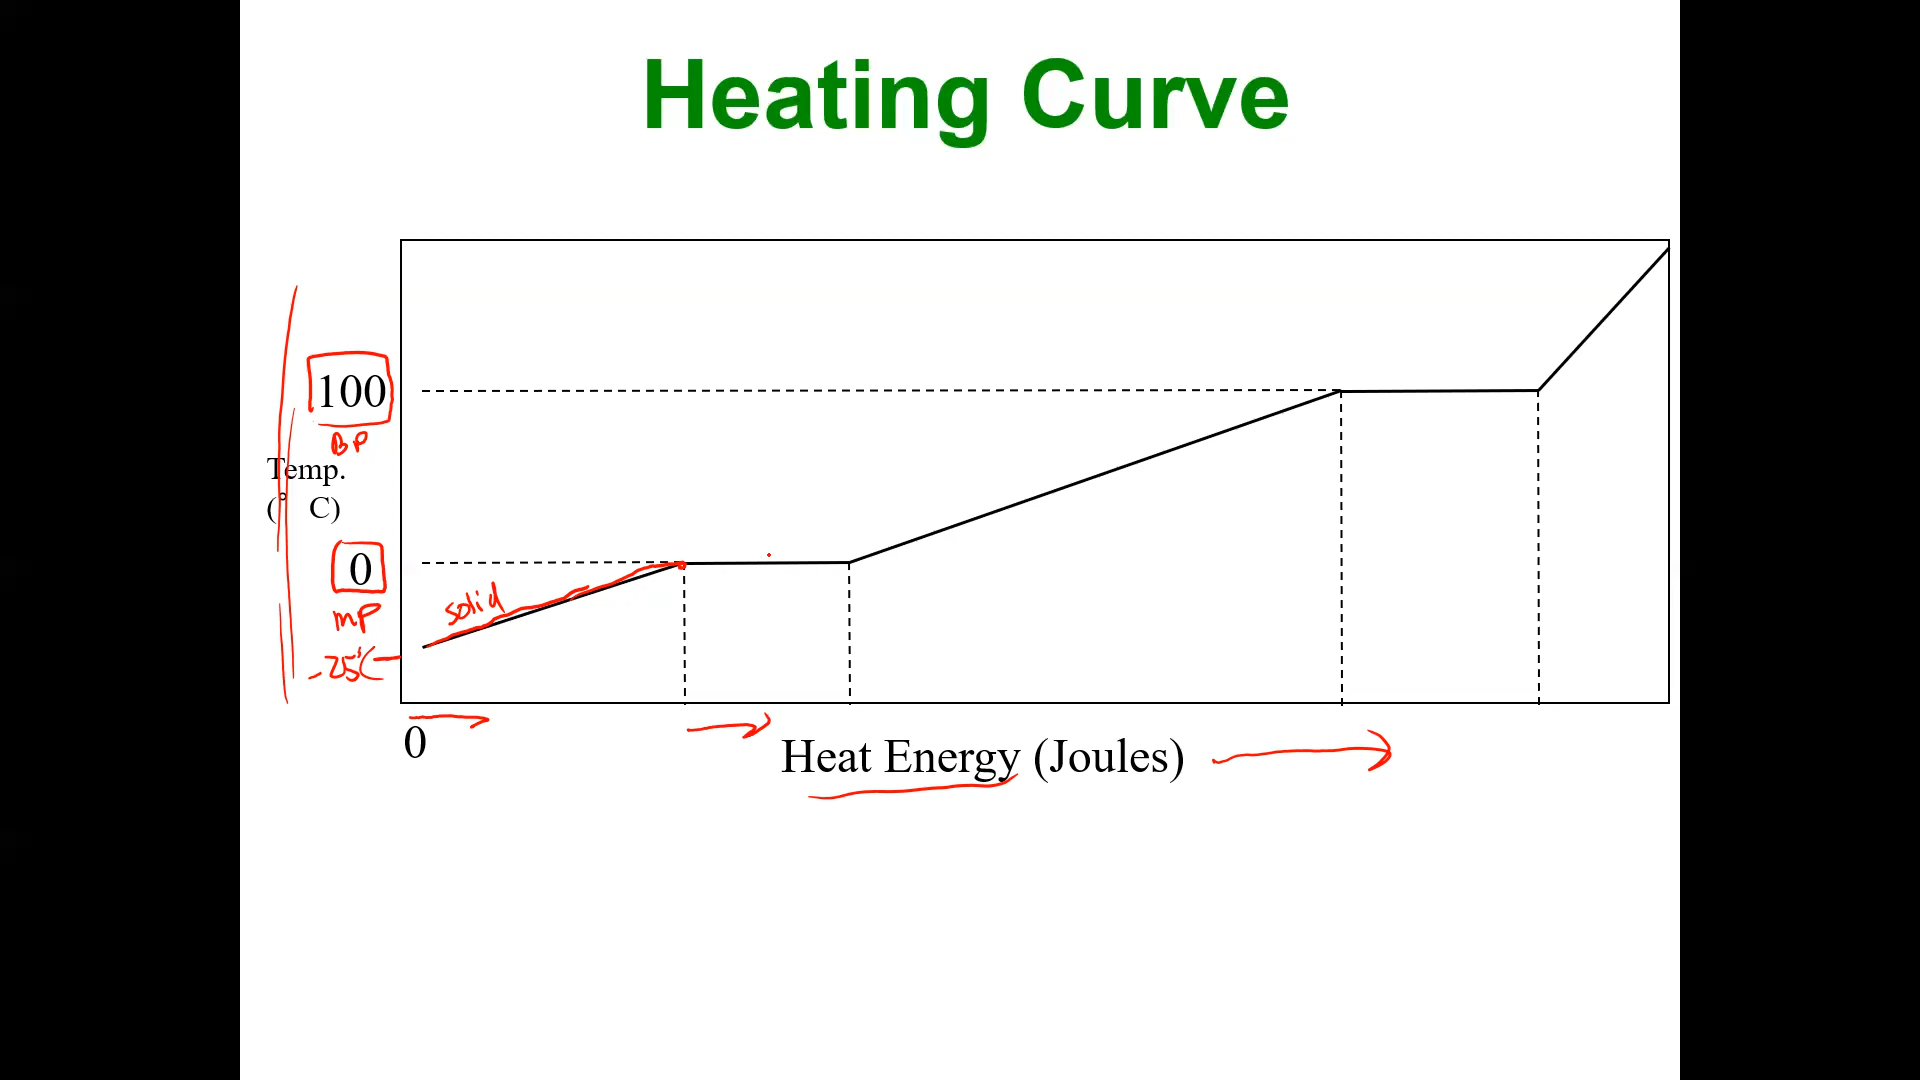 Heating Curve
100
BP
Temp.
(° C)
0
mP
solid
-25°C
0
Heat Energy (Joules)